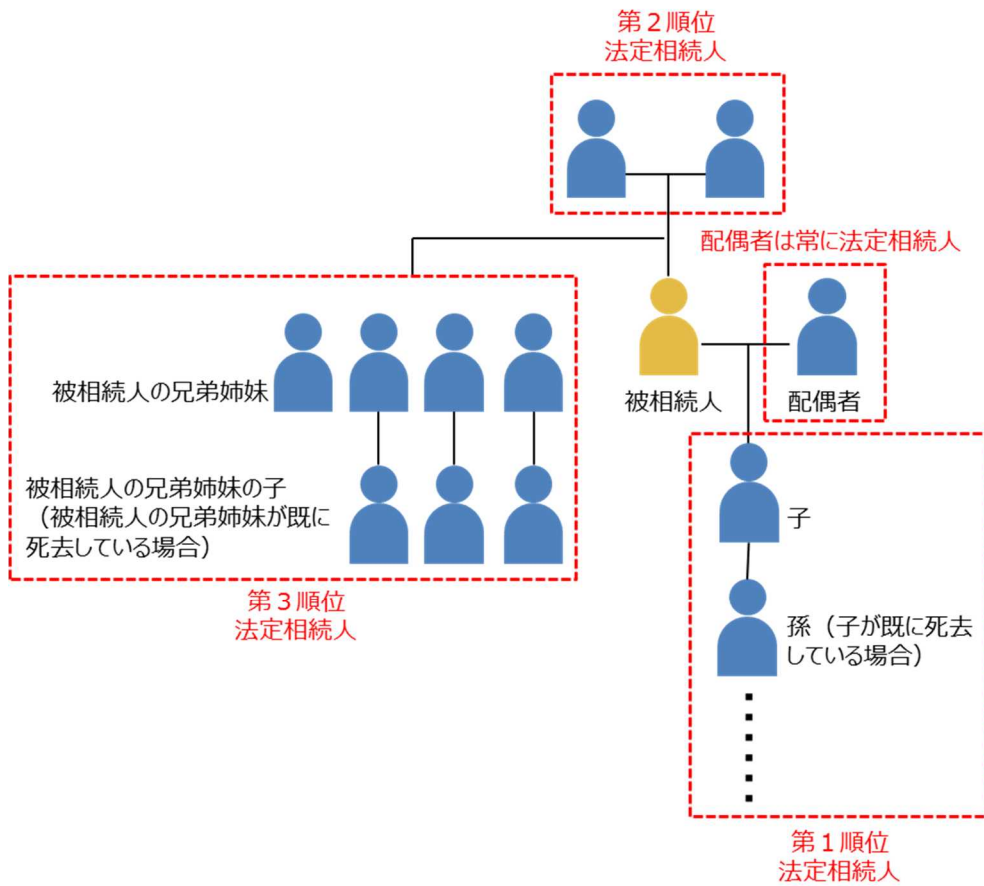 第２順位
法定相続人
配偶者は常に法定相続人
被相続人の兄弟姉妹
被相続人
配偶者
被相続人の兄弟姉妹の子
（被相続人の兄弟姉妹が既に
死去している場合）
子
第３順位
法定相続人
孫（子が既に死去
している場合）
第１順位
法定相続人